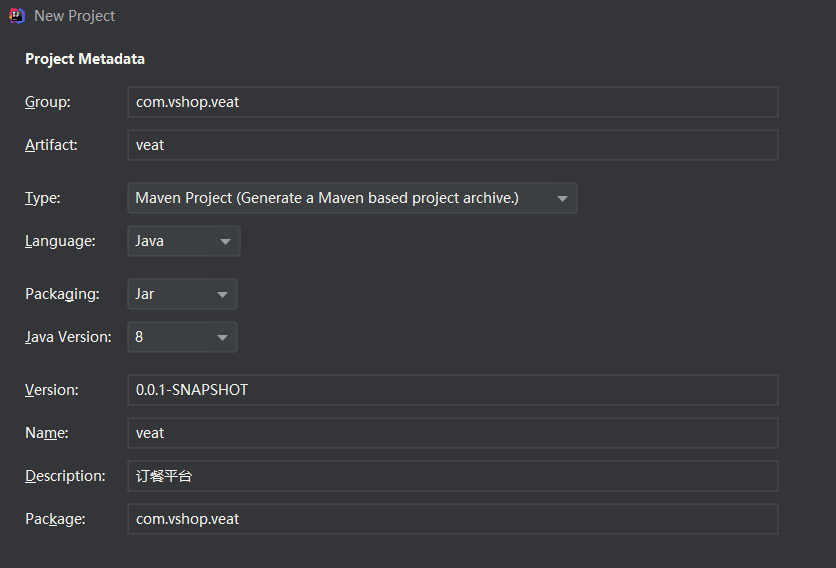 New Project
Project Metadata
Group: com.vshop.veat
Artifact: veat
Type: Maven Project (Generate a Maven based project archive.)
Language: Java
Packaging: Jar
Java Version: 8
Version: 0.0.1-SNAPSHOT
Name: veat
Description: 订餐平台
Package: com.vshop.veat